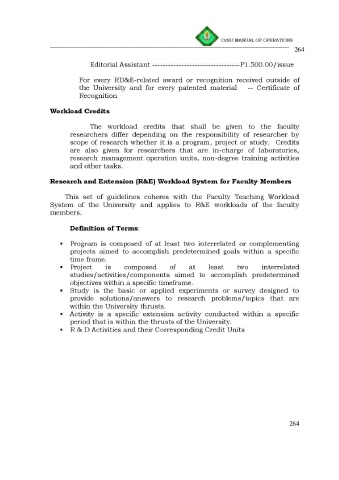 CvSU MANUAL OF OPERATIONS
264
Editorial Assistant ---------------------------------P1.500.00/issue
For every RD&E-related award or recognition received outside of
the University and for every patented material -- Certificate of
Recognition
Workload Credits
The workload credits that shall be given to the faculty
researchers differ depending on the responsibility of researcher by
scope of research whether it is a program, project or study. Credits
are also given for researchers that are in-charge of laboratories,
research management operation units, non-degree training activities
and other tasks.
Research and Extension (R&E) Workload System for Faculty Members
This set of guidelines coheres with the Faculty Teaching Workload
System of the University and applies to R&E workloads of the faculty
members.
Definition of Terms:
▪ Program is composed of at least two interrelated or complementing
projects aimed to accomplish predetermined goals within a specific
time frame.
▪ Project is composed of at least two interrelated
studies/activities/components aimed to accomplish predetermined
objectives within a specific timeframe.
▪ Study is the basic or applied experiments or survey designed to
provide solutions/answers to research problems/topics that are
within the University thrusts.
▪ Activity is a specific extension activity conducted within a specific
period that is within the thrusts of the University.
▪ R & D Activities and their Corresponding Credit Units
264